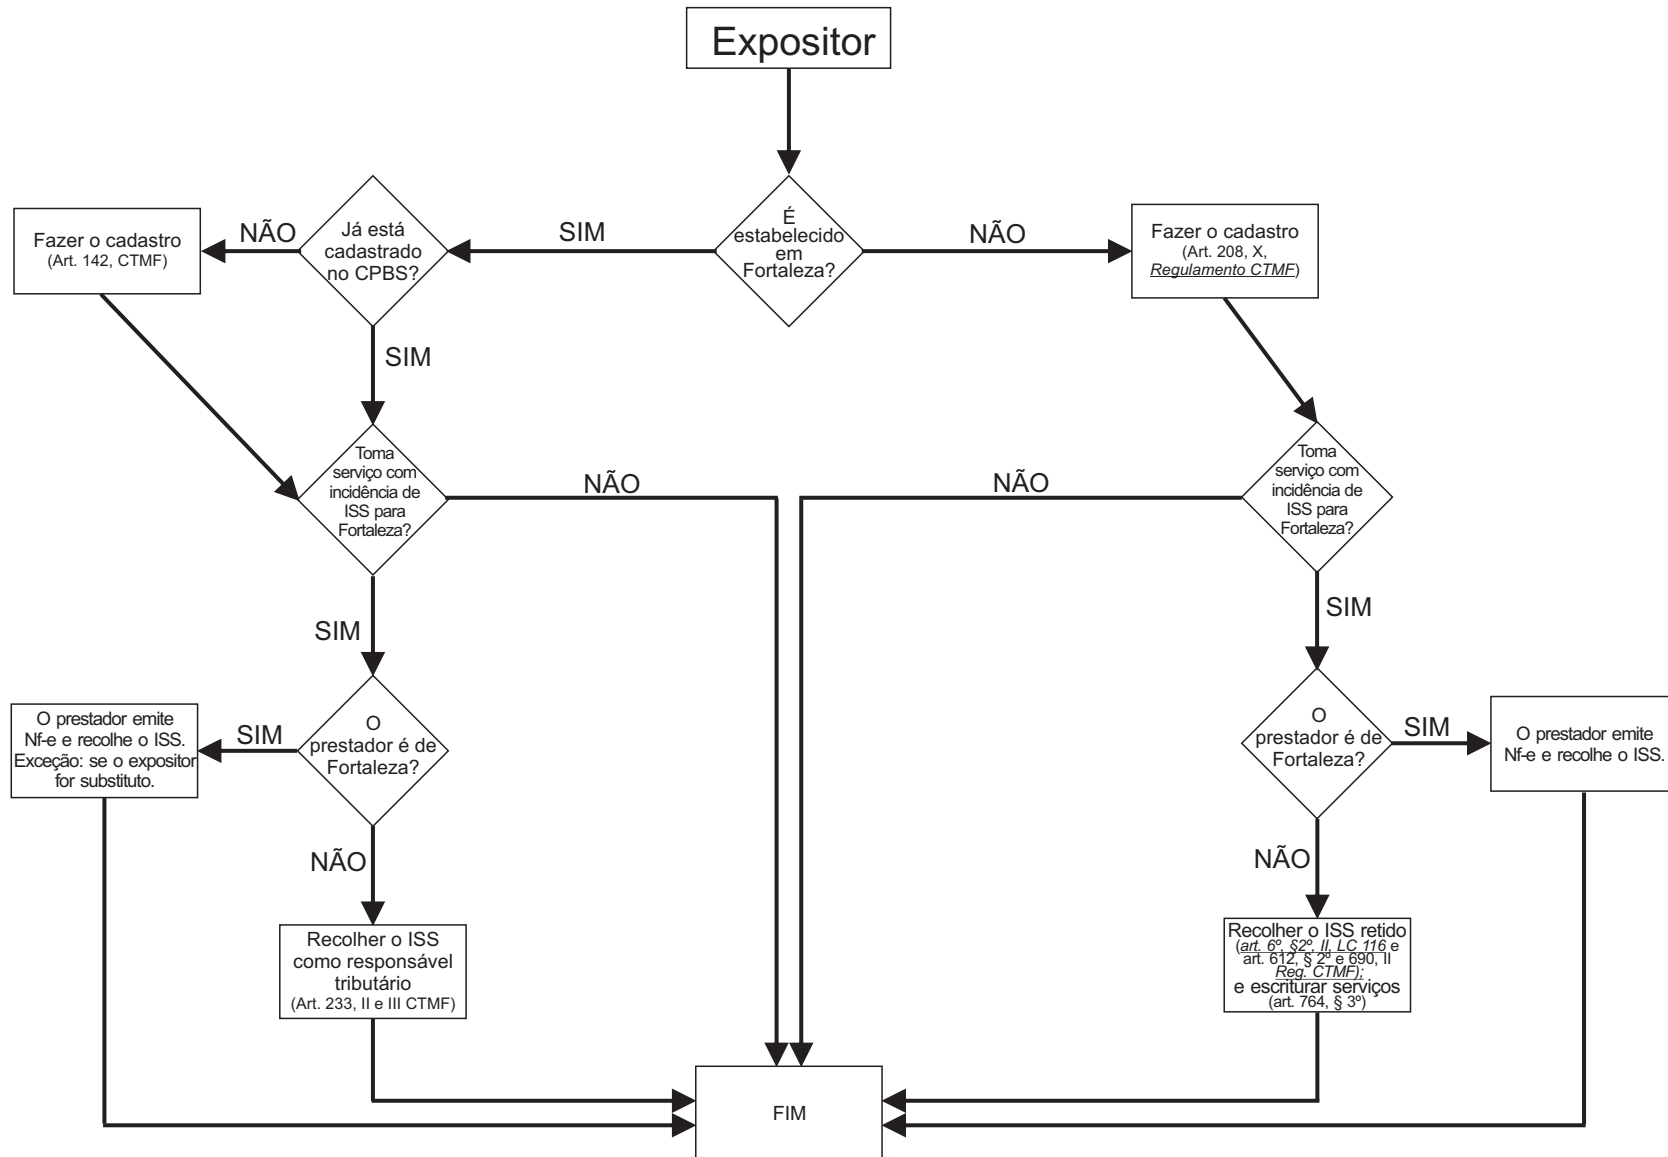 Expositor
É
estabelecido
em
Fortaleza?
SIM
NÃO
Já está
cadastrado
no CPBS?
NÃO
Fazer o cadastro
(Art. 142, CTMF)
SIM
Fazer o cadastro
(Art. 208, X,
Regulamento CTMF)
Toma
serviço com
incidência de
ISS para
Fortaleza?
NÃO
SIM
Toma
serviço com
incidência de
ISS para
Fortaleza?
NÃO
SIM
O
prestador é de
Fortaleza?
SIM
O prestador emite
Nf-e e recolhe o ISS.
Exceção: se o expositor
for substituto.
NÃO
Recolher o ISS
como responsável
tributário
(Art. 233, II e III CTMF)
O
prestador é de
Fortaleza?
SIM
O prestador emite
Nf-e e recolhe o ISS.
NÃO
Recolher o ISS retido
(art. 6º, §2º, II, LC 116 e
art. 612, § 2º e 690, II
Reg. CTMF);
e escriturar serviços
(art. 764, § 3º)
FIM